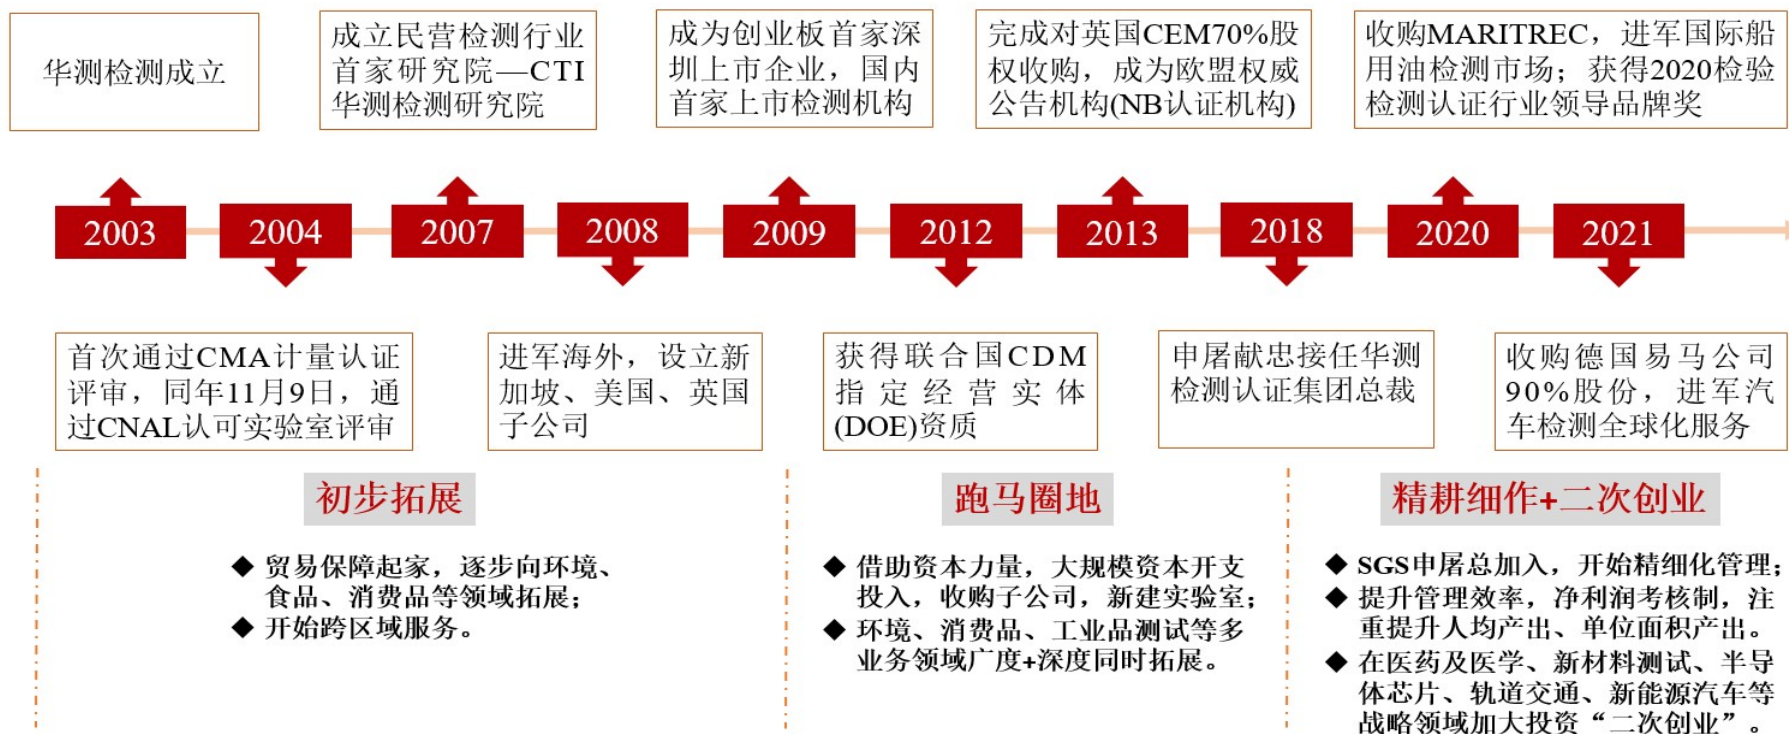 华测检测成立
成立民营检测行业
首家研究院—CTI
华测检测研究院
成为创业板首家深
圳上市企业，国内
首家上市检测机构
完成对英国CEM70%股
权收购，成为欧盟权威
公告机构(NB认证机构)
收购MARITREC，进军国际船
用油检测市场；获得2020检验
检测认证行业领导品牌奖
2003
2004
2007
2008
2009
2012
2013
2018
2020
2021
首次通过CMA计量认证
评审，同年11月9日，通
过CNAL认可实验室评审
进军海外，设立新
加坡、美国、英国
子公司
获得联合国CDM
指定经营实体
(DOE)资质
申屠献忠接任华测
检测认证集团总裁
收购德国易马公司
90%股份，进军汽
车检测全球化服务
初步拓展
◆ 贸易保障起家，逐步向环境、
食品、消费品等领域拓展；
◆ 开始跨区域服务。
跑马圈地
◆ 借助资本力量，大规模资本开支
投入，收购子公司，新建实验室；
◆ 环境、消费品、工业品测试等多
业务领域广度+深度同时拓展。
精耕细作+二次创业
◆ SGS申屠总加入，开始精细化管理；
◆ 提升管理效率，净利润考核制，注
重提升人均产出、单位面积产出。
◆ 在医药及医学、新材料测试、半导
体芯片、轨道交通、新能源汽车等
战略领域加大投资“二次创业”。